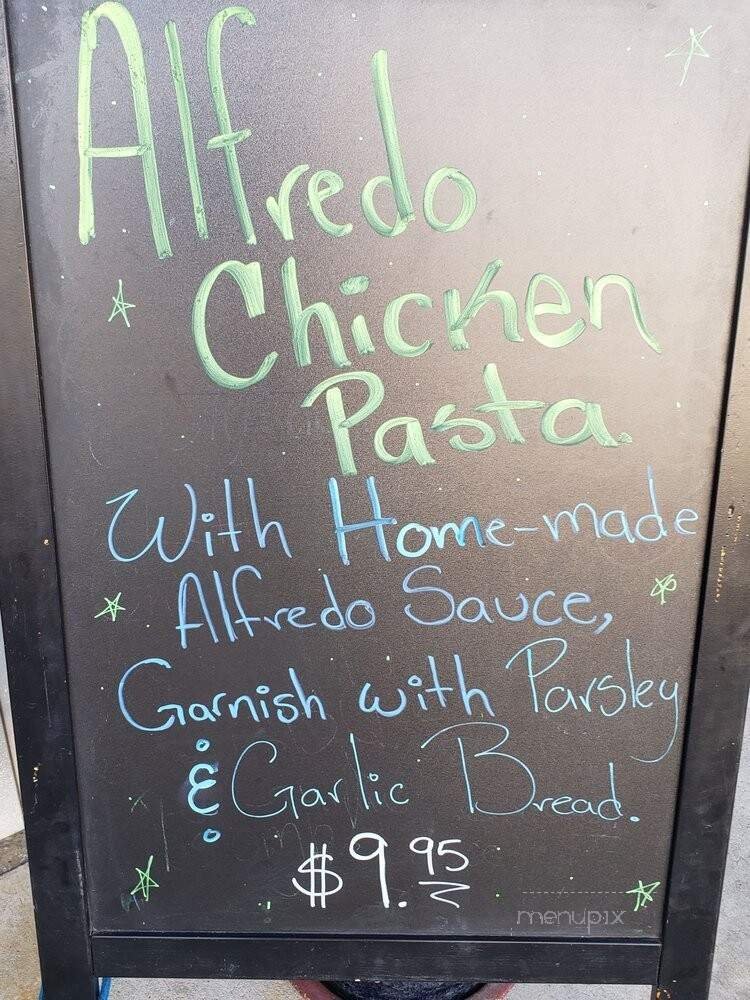 Alfredo
Chicken
Pasta.
With Home-made
Alfredo Sauce,
Garnish with Parsley
& Garlic Bread.
$9.95
menupix